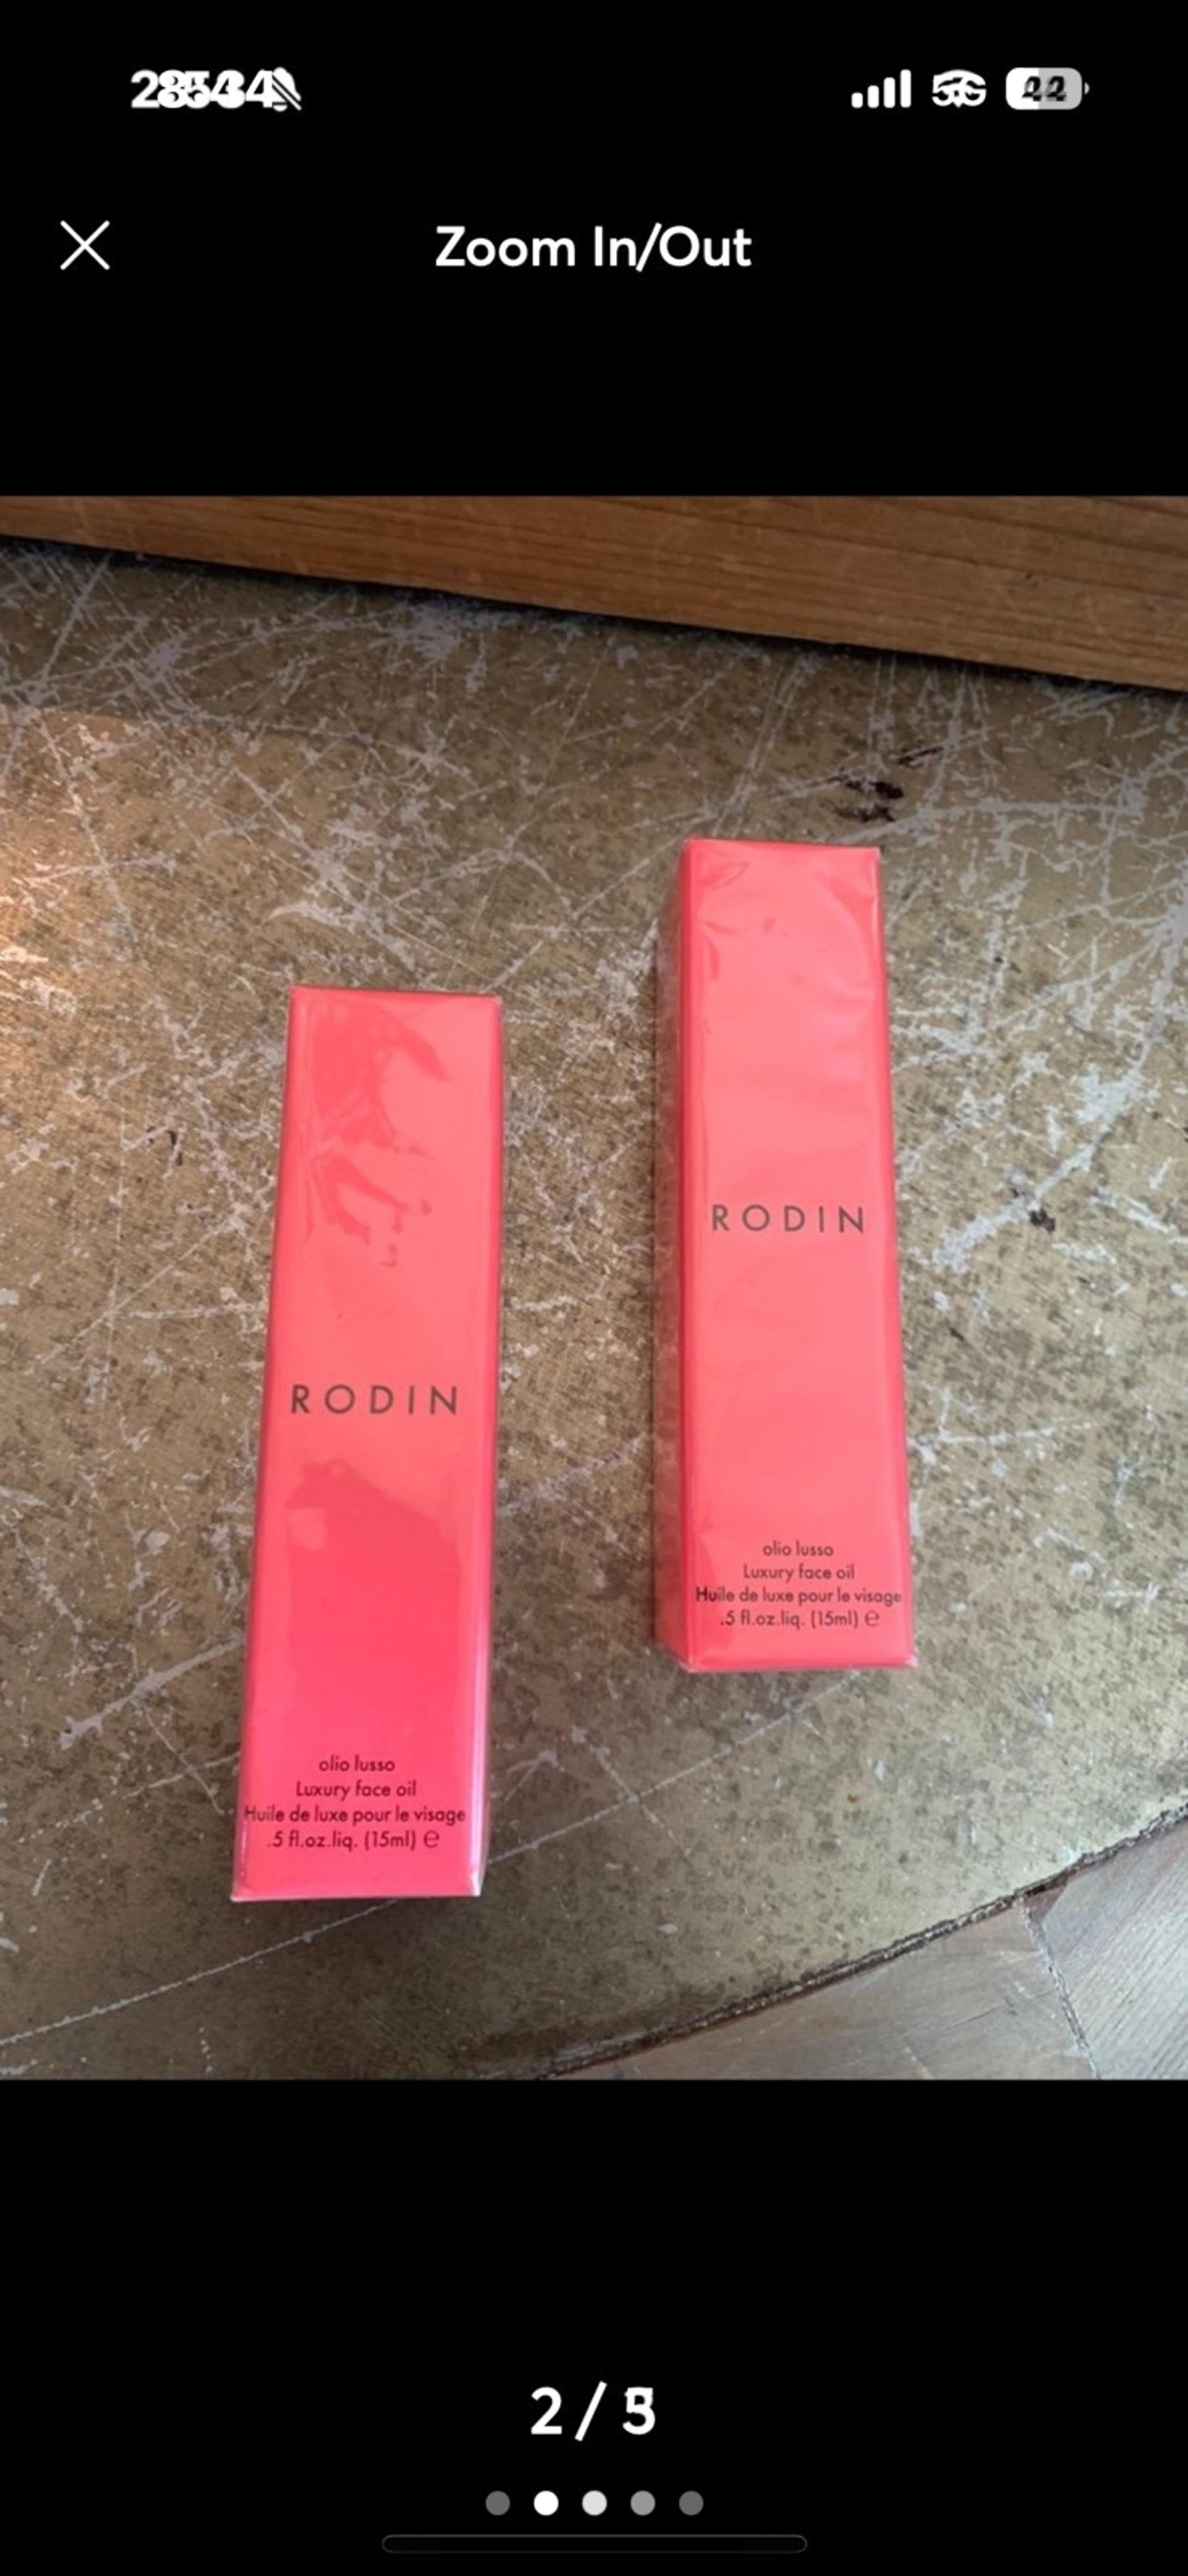 Zoom In/Out
RODIN
olio lusso
Luxury face oil
Huile de luxe pour le visage
.5 fl.oz.liq. (15ml) ℮
RODIN
olio lusso
Luxury face oil
Huile de luxe pour le visage
.5 fl.oz.liq. (15ml) ℮
2 /